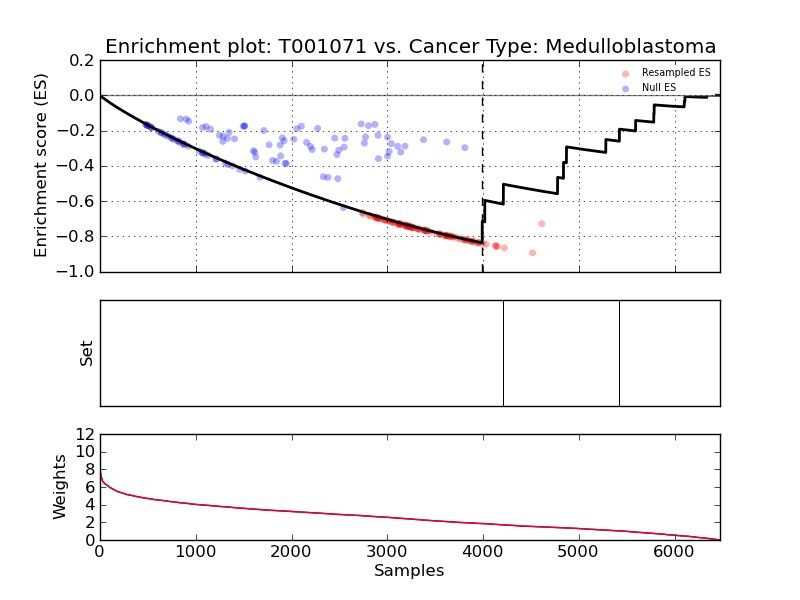 Enrichment plot: T001071 vs. Cancer Type: Medulloblastoma
Enrichment score (ES)
0.2
0.0
−0.2
−0.4
−0.6
−0.8
−1.0
Resampled ES
Null ES
Set
Weights
12
10
8
6
4
2
0
0 1000 2000 3000 4000 5000 6000
Samples